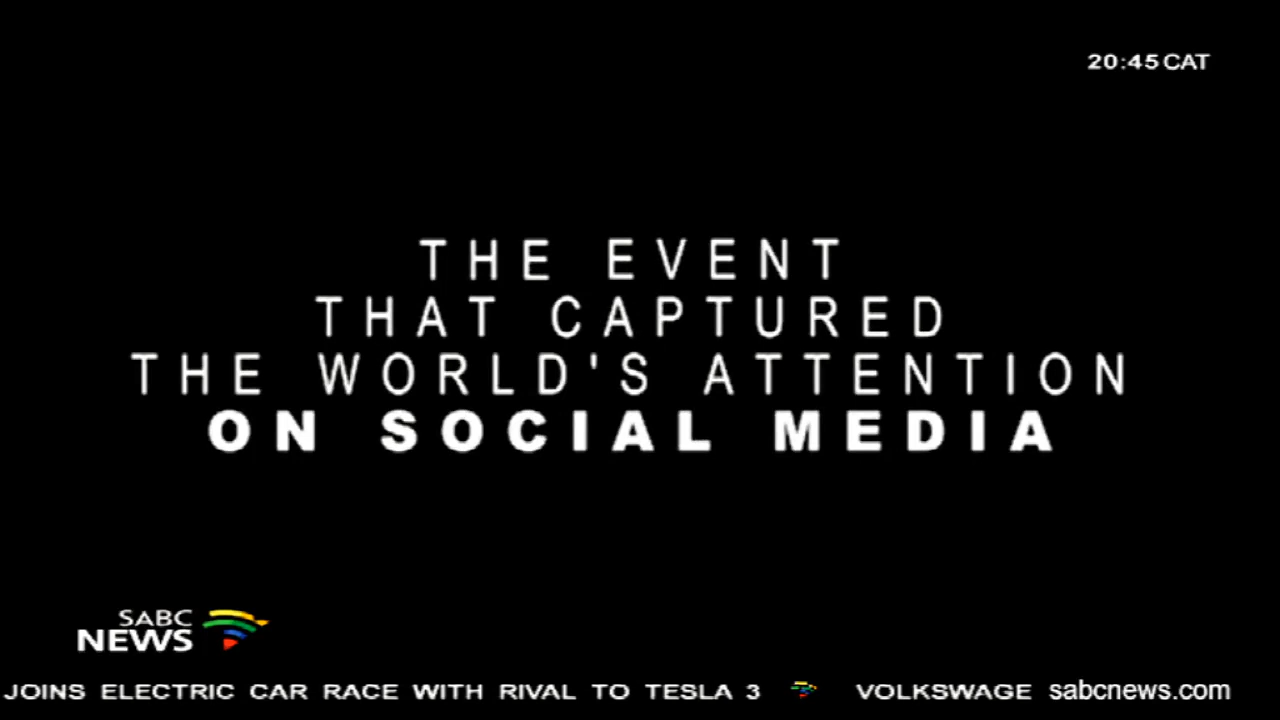 20:45 CAT
THE EVENT
THAT CAPTURED
THE WORLD'S ATTENTION
ON SOCIAL MEDIA
SABC
NEWS
JOINS ELECTRIC CAR RACE WITH RIVAL TO TESLA 3 VOLKSWAGE sabcnews.com